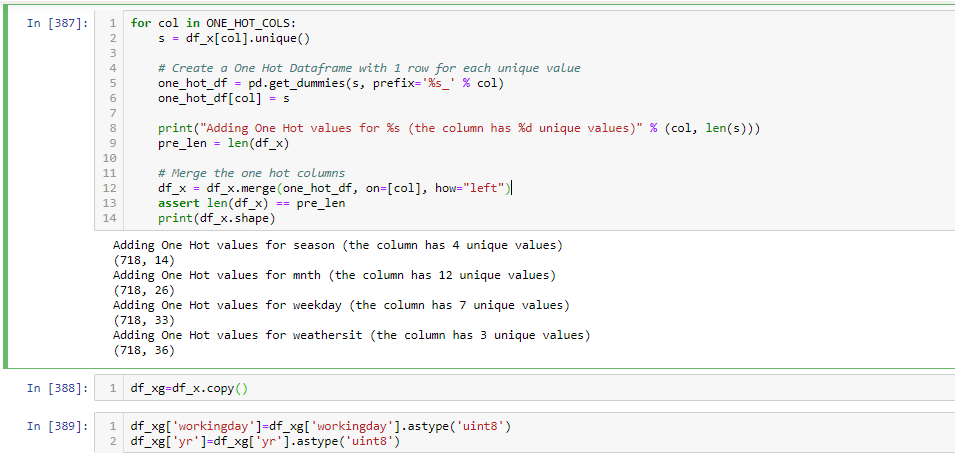 In [387]:
1 for col in ONE_HOT_COLS:
2     s = df_x[col].unique()
3
4     # Create a One Hot Dataframe with 1 row for each unique value
5     one_hot_df = pd.get_dummies(s, prefix='%s_' % col)
6     one_hot_df[col] = s
7
8     print("Adding One Hot values for %s (the column has %d unique values)" % (col, len(s)))
9     pre_len = len(df_x)
10
11     # Merge the one hot columns
12     df_x = df_x.merge(one_hot_df, on=[col], how="left")
13     assert len(df_x) == pre_len
14     print(df_x.shape)
Adding One Hot values for season (the column has 4 unique values)
(718, 14)
Adding One Hot values for mnth (the column has 12 unique values)
(718, 26)
Adding One Hot values for weekday (the column has 7 unique values)
(718, 33)
Adding One Hot values for weathersit (the column has 3 unique values)
(718, 36)
In [388]:
1 df_xg=df_x.copy()
In [389]:
1 df_xg['workingday']=df_xg['workingday'].astype('uint8')
2 df_xg['yr']=df_xg['yr'].astype('uint8')